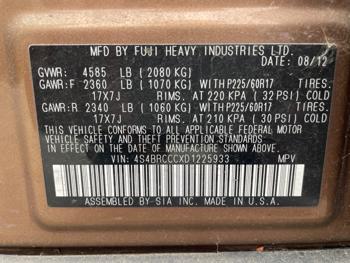 MFD BY FUJI HEAVY INDUSTRIES LTD.
DATE: 08/12
GVWR: 4585 LB (2080 KG)
GAWR:F 2360 LB (1070 KG) WITH P225/60R17 TIRES.
17X7J RIMS. AT 220 KPA ( 32 PSI) COLD
GAWR:R 2340 LB (1060 KG) WITH P225/60R17 TIRES.
17X7J RIMS. AT 210 KPA ( 30 PSI) COLD
THIS VEHICLE CONFORMS TO ALL APPLICABLE FEDERAL MOTOR
VEHICLE SAFETY AND THEFT PREVENTION STANDARDS
IN EFFECT ON THE DATE OF MANUFACTURE SHOWN ABOVE.
VIN: 4S4BRCCCXD1225933 MPV
ASSEMBLED BY SIA INC. MADE IN U.S.A.